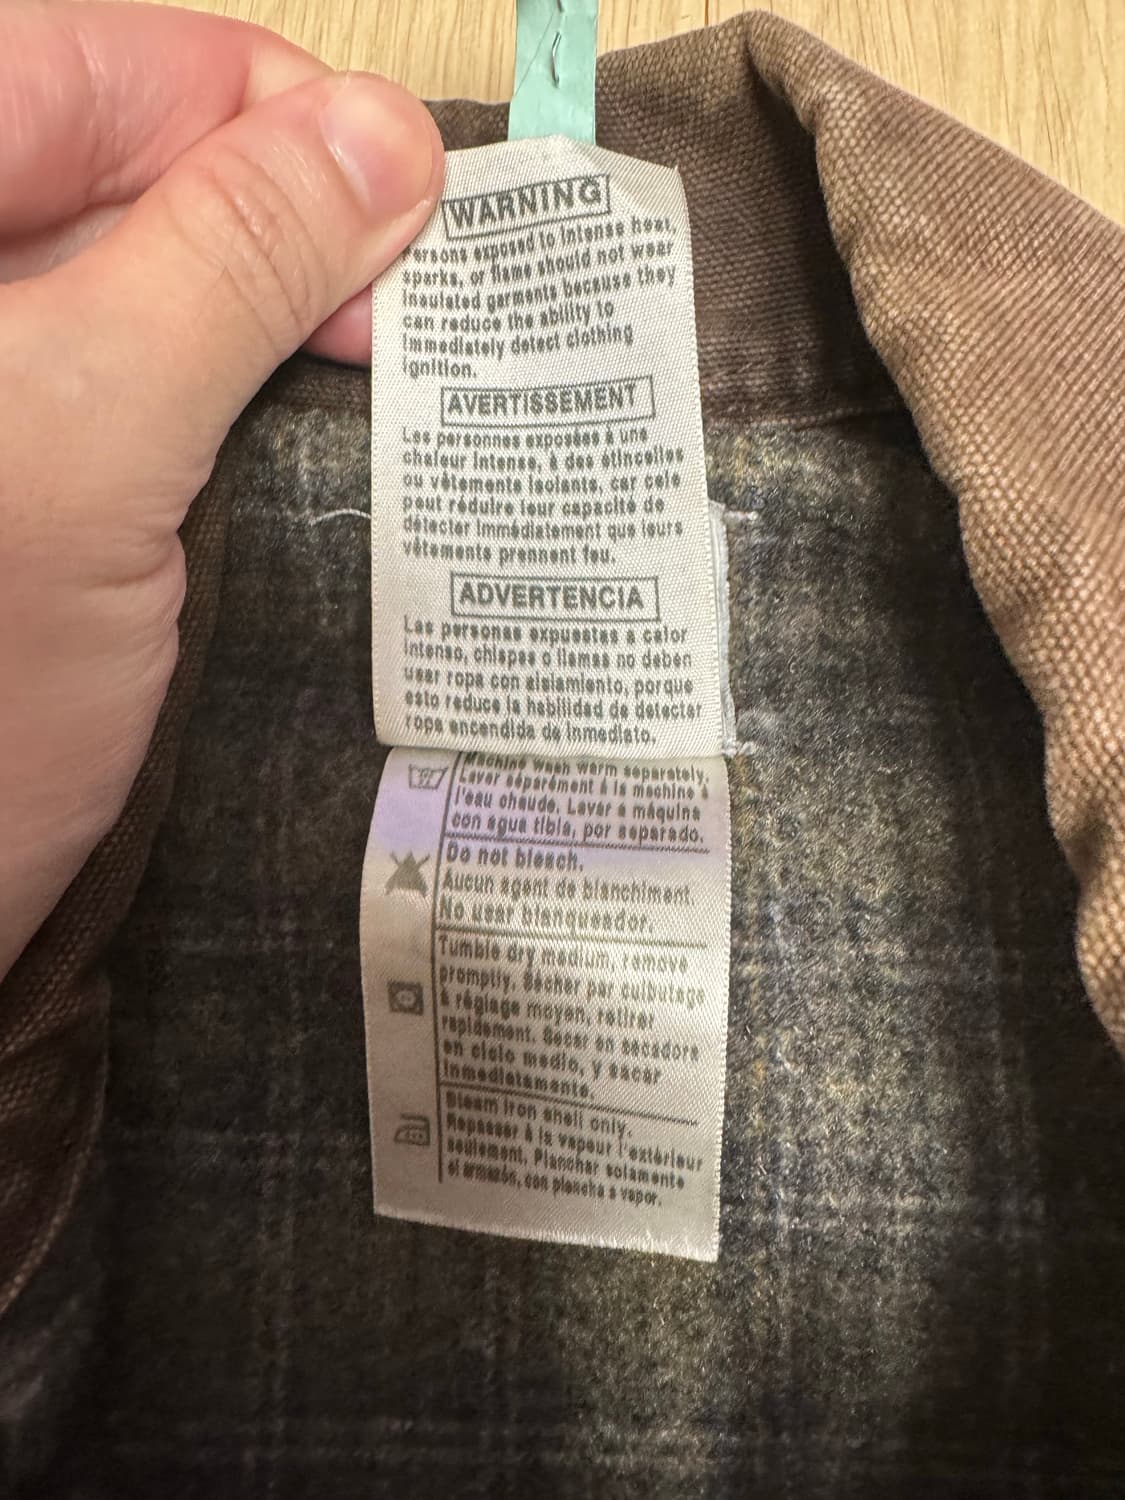 WARNING
Persons exposed to intense heat,
sparks, or flame should not wear
insulated garments because they
can reduce the ability to
immediately detect clothing
ignition.
AVERTISSEMENT
Les personnes exposées à une
chaleur intense, à des étincelles
ou vêtements isolants, car cela
peut réduire leur capacité de
détecter immédiatement que leurs
vêtements prennent feu.
ADVERTENCIA
Las personas expuestas a calor
intenso, chispas o llamas no deben
usar ropa con aislamiento, porque
esto reduce la habilidad de detectar
ropa encendida de inmediato.
Machine wash warm separately.
Laver séparément à la machine à
l'eau chaude. Lavar a máquina
con agua tibia, por separado.
Do not bleach.
Aucun agent de blanchiment.
No usar blanqueador.
Tumble dry medium, remove
promptly. Sécher par culbutage
à réglage moyen, retirer
rapidement. Secar en secadora
en ciclo medio, y sacar
inmediatamente.
Steam iron shell only.
Repasser à la vapeur l'extérieur
seulement. Planchar solamente
el armazón, con plancha a vapor.